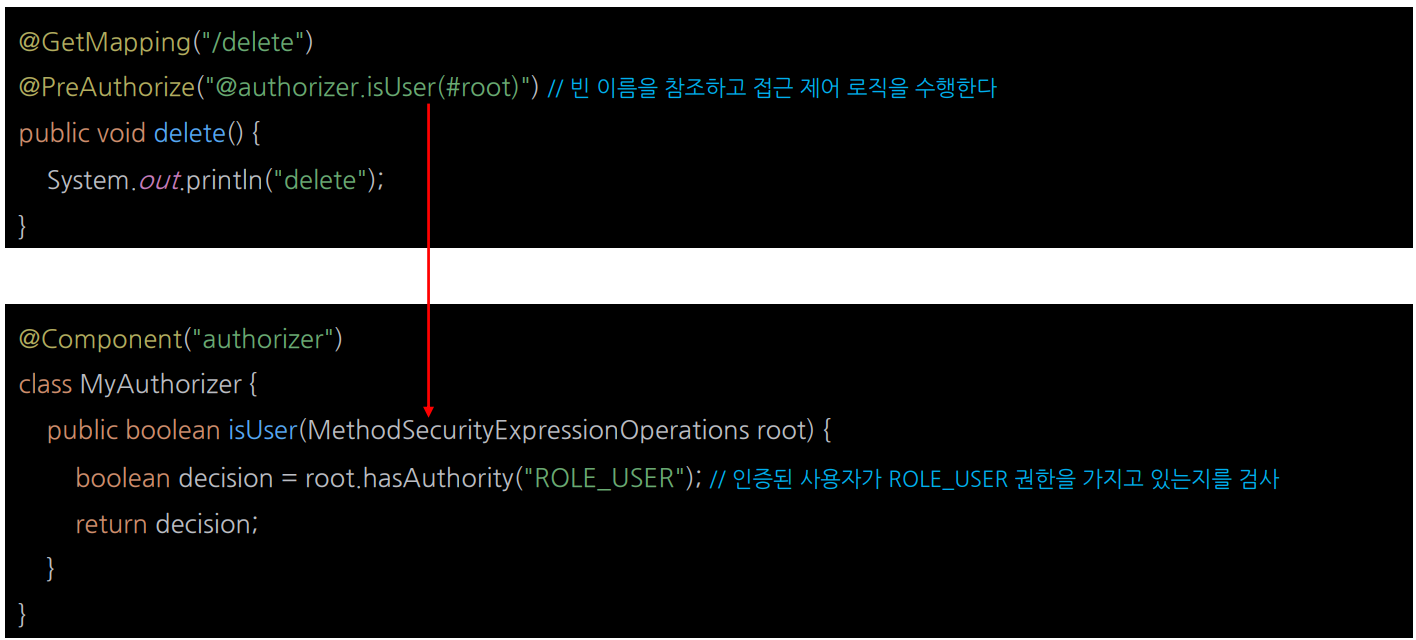 @GetMapping("/delete")
@PreAuthorize("@authorizer.isUser(#root)") // 빈 이름을 참조하고 접근 제어 로직을 수행한다
public void delete() {
System.out.println("delete");
}
@Component("authorizer")
class MyAuthorizer {
public boolean isUser(MethodSecurityExpressionOperations root) {
boolean decision = root.hasAuthority("ROLE_USER"); // 인증된 사용자가 ROLE_USER 권한을 가지고 있는지를 검사
return decision;
}
}